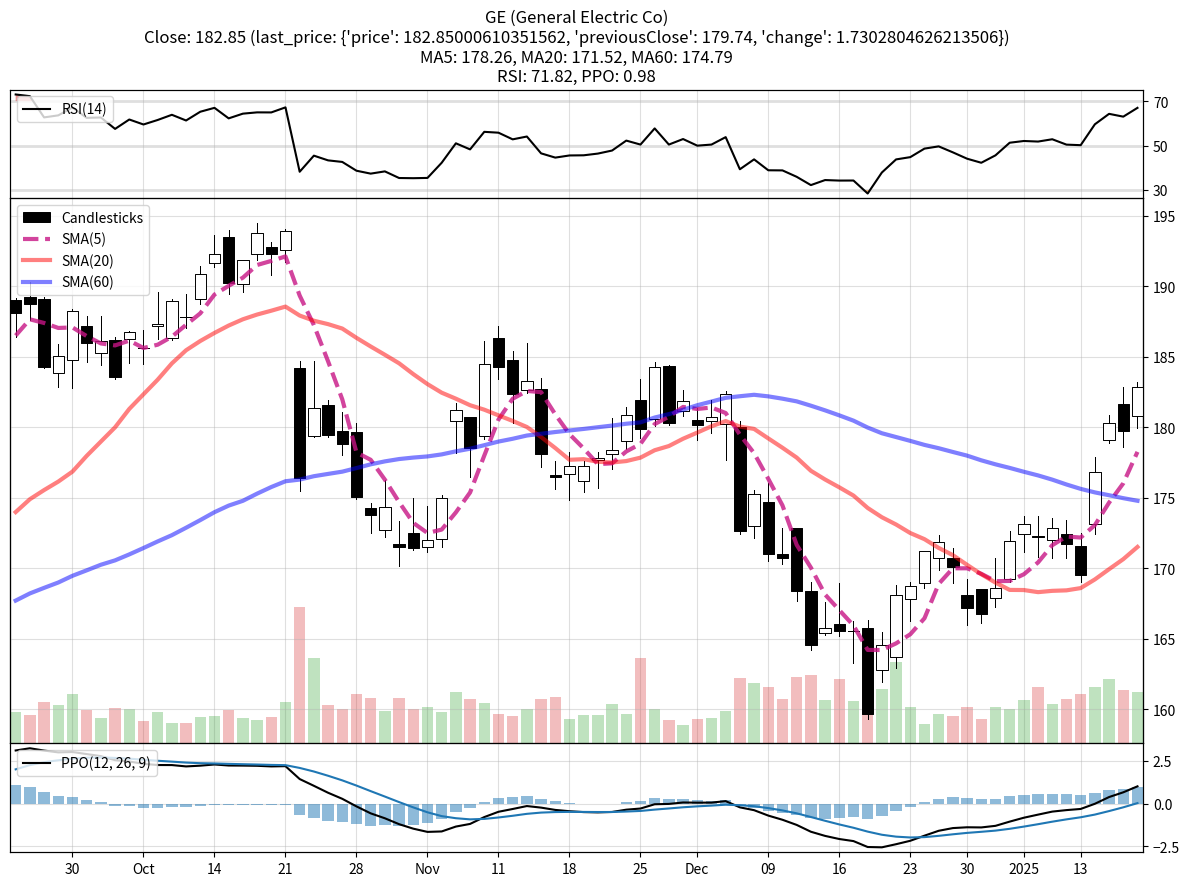 GE (General Electric Co)
Close: 182.85 (last_price: {'price': 182.85000610351562, 'previousClose': 179.74, 'change': 1.7302804626213506})
MA5: 178.26, MA20: 171.52, MA60: 174.79
RSI: 71.82, PPO: 0.98
RSI(14)
70
50
30
Candlesticks
SMA(5)
SMA(20)
SMA(60)
195
190
185
180
175
170
165
160
PPO(12, 26, 9)
2.5
0.0
−2.5
30 Oct 14 21 28 Nov 11 18 25 Dec 09 16 23 30 2025 13